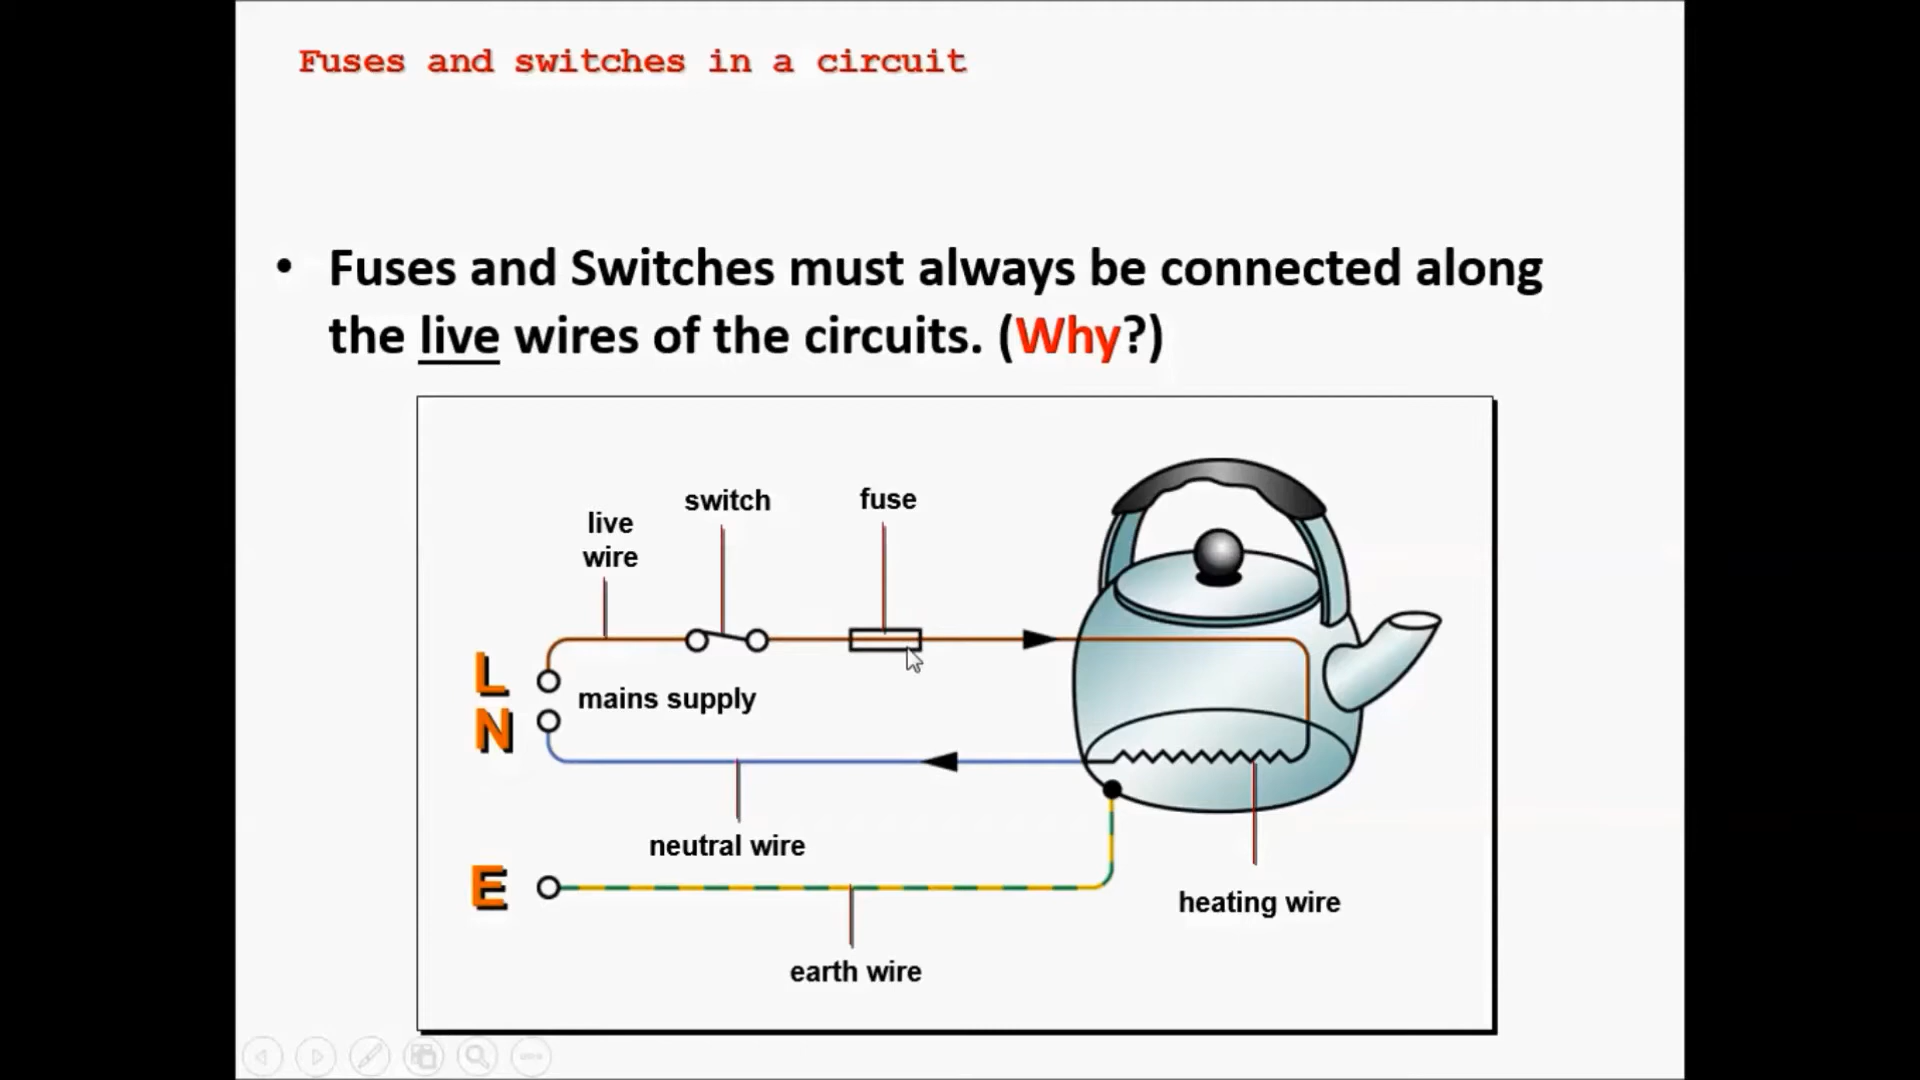 Fuses and switches in a circuit
• Fuses and Switches must always be connected along
the live wires of the circuits. (Why?)
switch
fuse
live
wire
L
mains supply
N
neutral wire
E
heating wire
earth wire